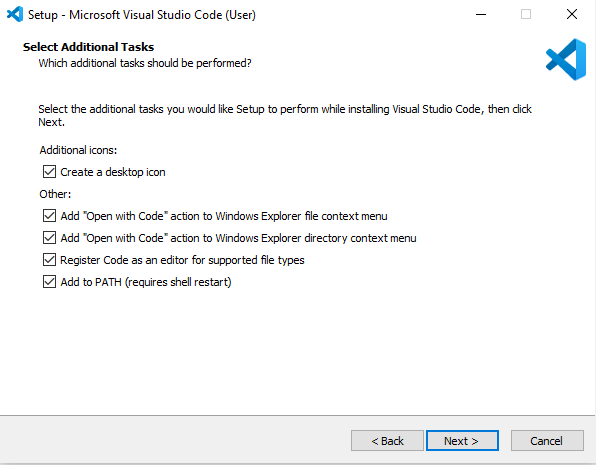 Setup - Microsoft Visual Studio Code (User)
Select Additional Tasks
Which additional tasks should be performed?
Select the additional tasks you would like Setup to perform while installing Visual Studio Code, then click
Next.
Additional icons:
Create a desktop icon
Other:
Add "Open with Code" action to Windows Explorer file context menu
Add "Open with Code" action to Windows Explorer directory context menu
Register Code as an editor for supported file types
Add to PATH (requires shell restart)
< Back Next > Cancel